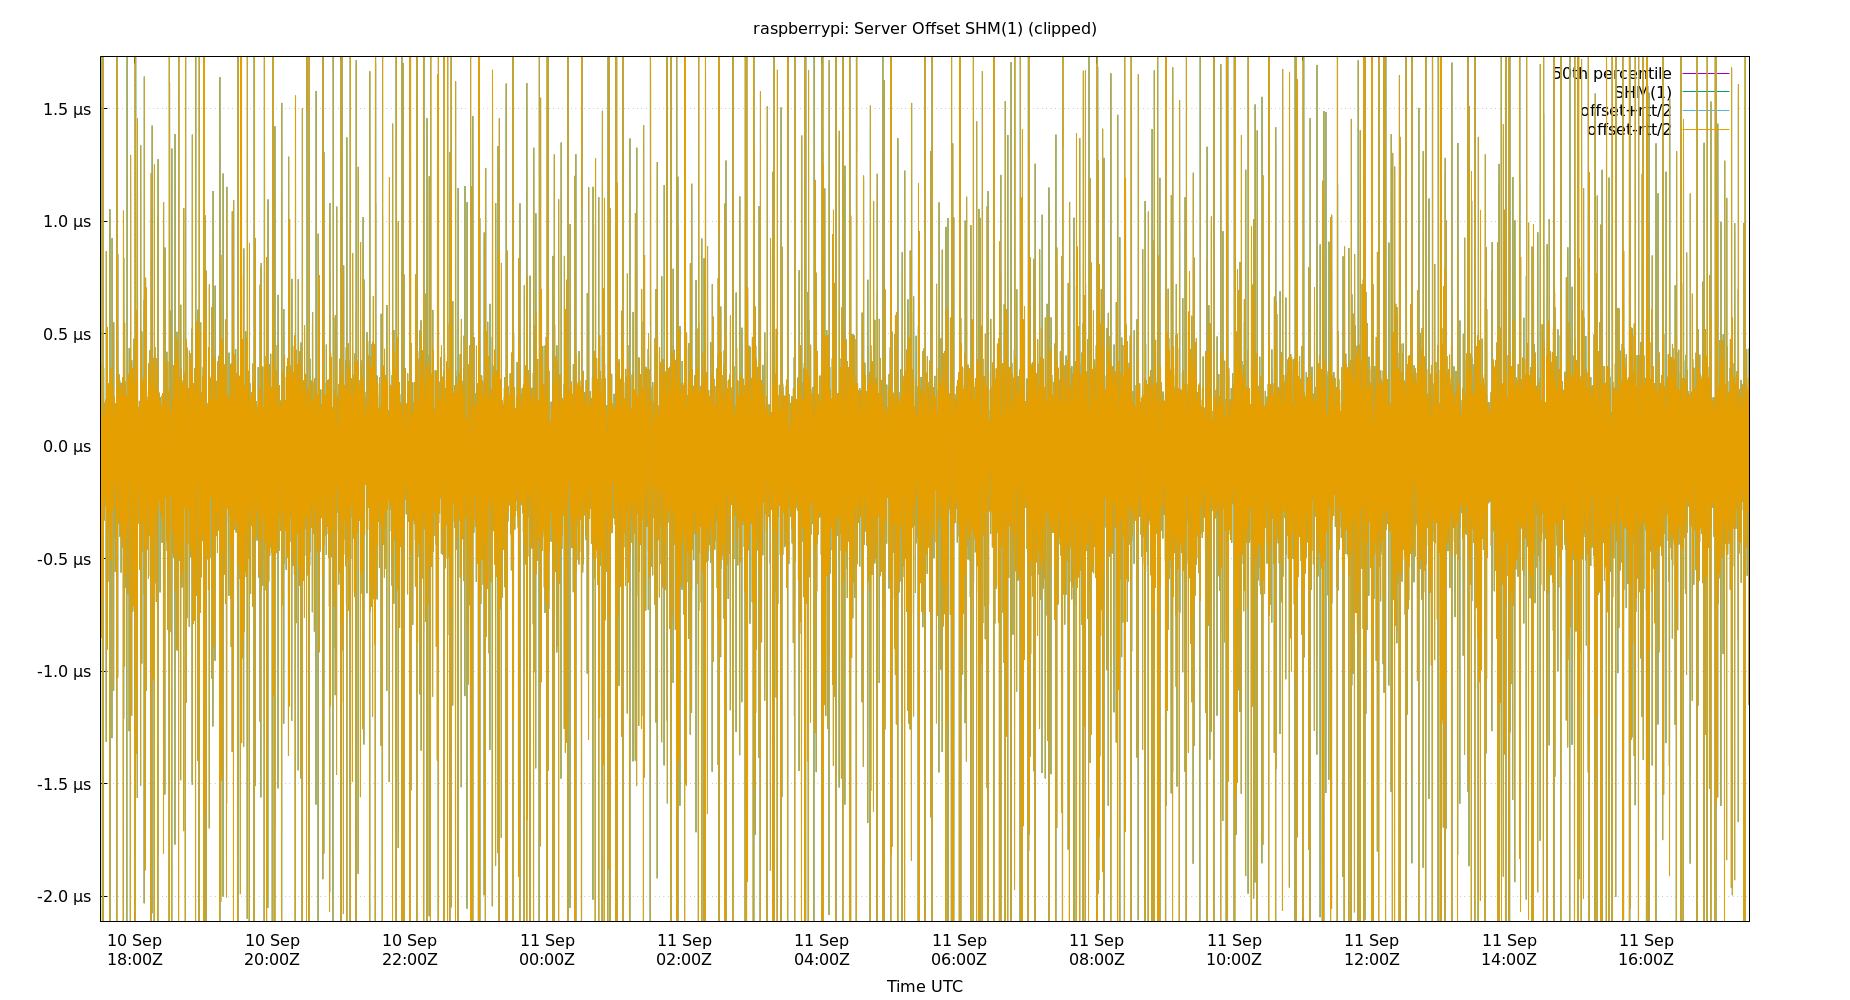 raspberrypi: Server Offset SHM(1) (clipped)
50th percentile
SHM(1)
offset+rtt/2
offset-rtt/2
1.5 µs
1.0 µs
0.5 µs
0.0 µs
-0.5 µs
-1.0 µs
-1.5 µs
-2.0 µs
10 Sep 10 Sep 10 Sep 11 Sep 11 Sep 11 Sep 11 Sep 11 Sep 11 Sep 11 Sep 11 Sep 11 Sep
18:00Z 20:00Z 22:00Z 00:00Z 02:00Z 04:00Z 06:00Z 08:00Z 10:00Z 12:00Z 14:00Z 16:00Z
Time UTC